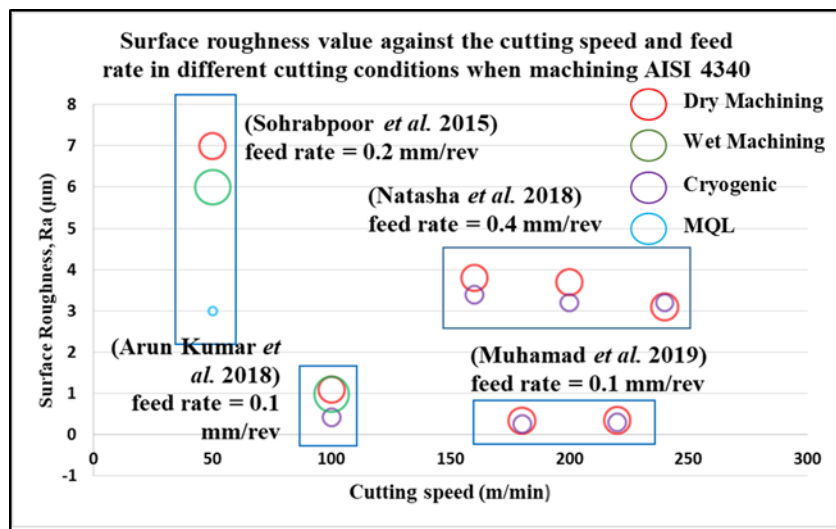 Surface roughness value against the cutting speed and feed
rate in different cutting conditions when machining AISI 4340
Dry Machining
Wet Machining
Cryogenic
MQL
(Sohrabpoor et al. 2015)
feed rate = 0.2 mm/rev
(Natasha et al. 2018)
feed rate = 0.4 mm/rev
(Arun Kumar et
al. 2018)
feed rate = 0.1
mm/rev
(Muhamad et al. 2019)
feed rate = 0.1 mm/rev
Surface Roughness, Ra (µm)
8
7
6
5
4
3
2
1
0
-1
0 50 100 150 200 250 300
Cutting speed (m/min)